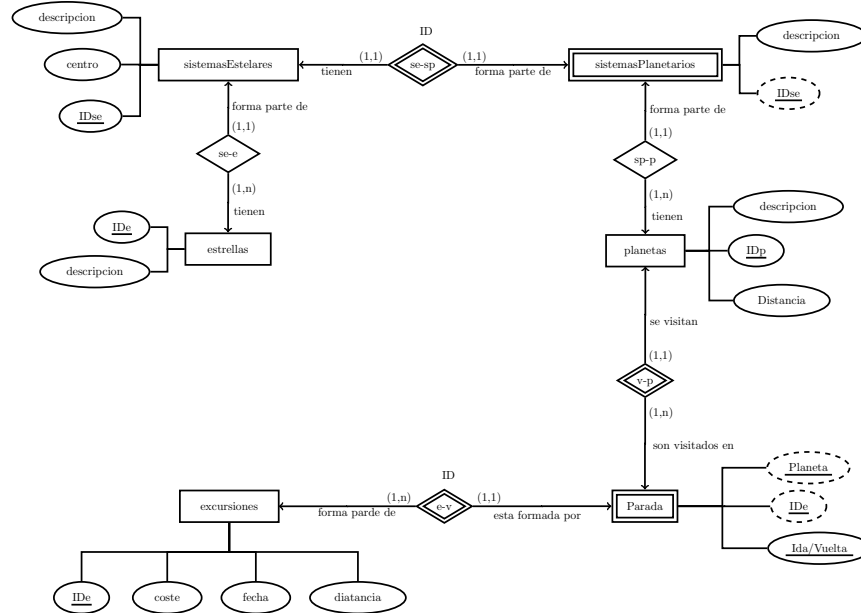 descripcion
centro
IDse
sistemasEstelares
tienen
(1,1)
ID
se-sp
(1,1)
forma parte de
sistemasPlanetarios
descripcion
IDse
forma parte de
(1,1)
se-e
(1,n)
tienen
IDe
descripcion
estrellas
forma parte de
(1,1)
sp-p
(1,n)
tienen
planetas
descripcion
IDp
Distancia
se visitan
(1,1)
v-p
(1,n)
son visitados en
excursiones
forma parde de
(1,n)
ID
e-v
(1,1)
esta formada por
Parada
Planeta
IDe
Ida/Vuelta
IDe
coste
fecha
diatancia